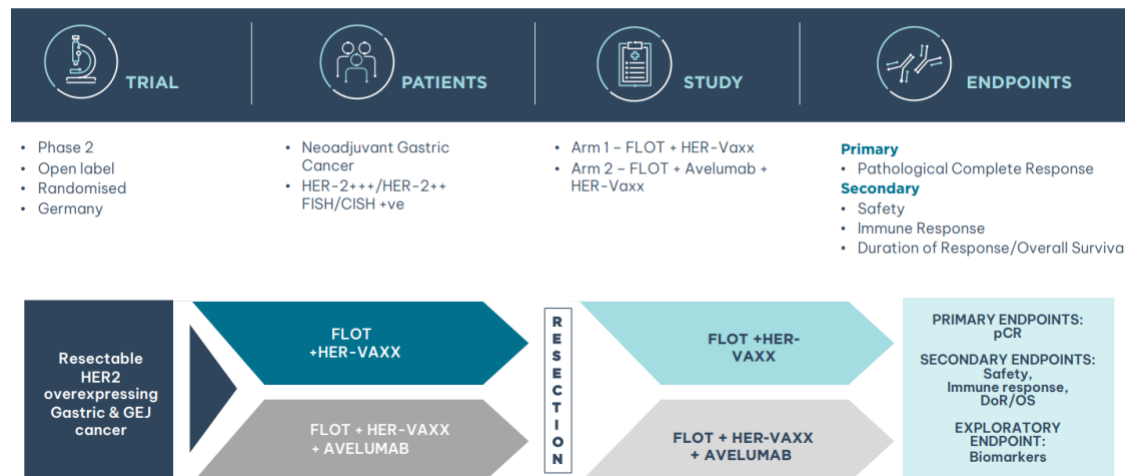 TRIAL
PATIENTS
STUDY
ENDPOINTS
• Phase 2
• Open label
• Randomised
• Germany
• Neoadjuvant Gastric
Cancer
• HER-2+++/HER-2++
FISH/CISH +ve
• Arm 1 – FLOT + HER-Vaxx
• Arm 2 – FLOT + Avelumab +
HER-Vaxx
Primary
• Pathological Complete Response
Secondary
• Safety
• Immune Response
• Duration of Response/Overall Surviva
Resectable
HER2
overexpressing
Gastric & GEJ
cancer
FLOT
+HER-VAXX
FLOT + HER-VAXX
+ AVELUMAB
RESECTION
FLOT +HER-
VAXX
FLOT + HER-VAXX
+ AVELUMAB
PRIMARY ENDPOINTS:
pCR
SECONDARY ENDPOINTS:
Safety,
Immune response,
DoR/OS
EXPLORATORY
ENDPOINT:
Biomarkers